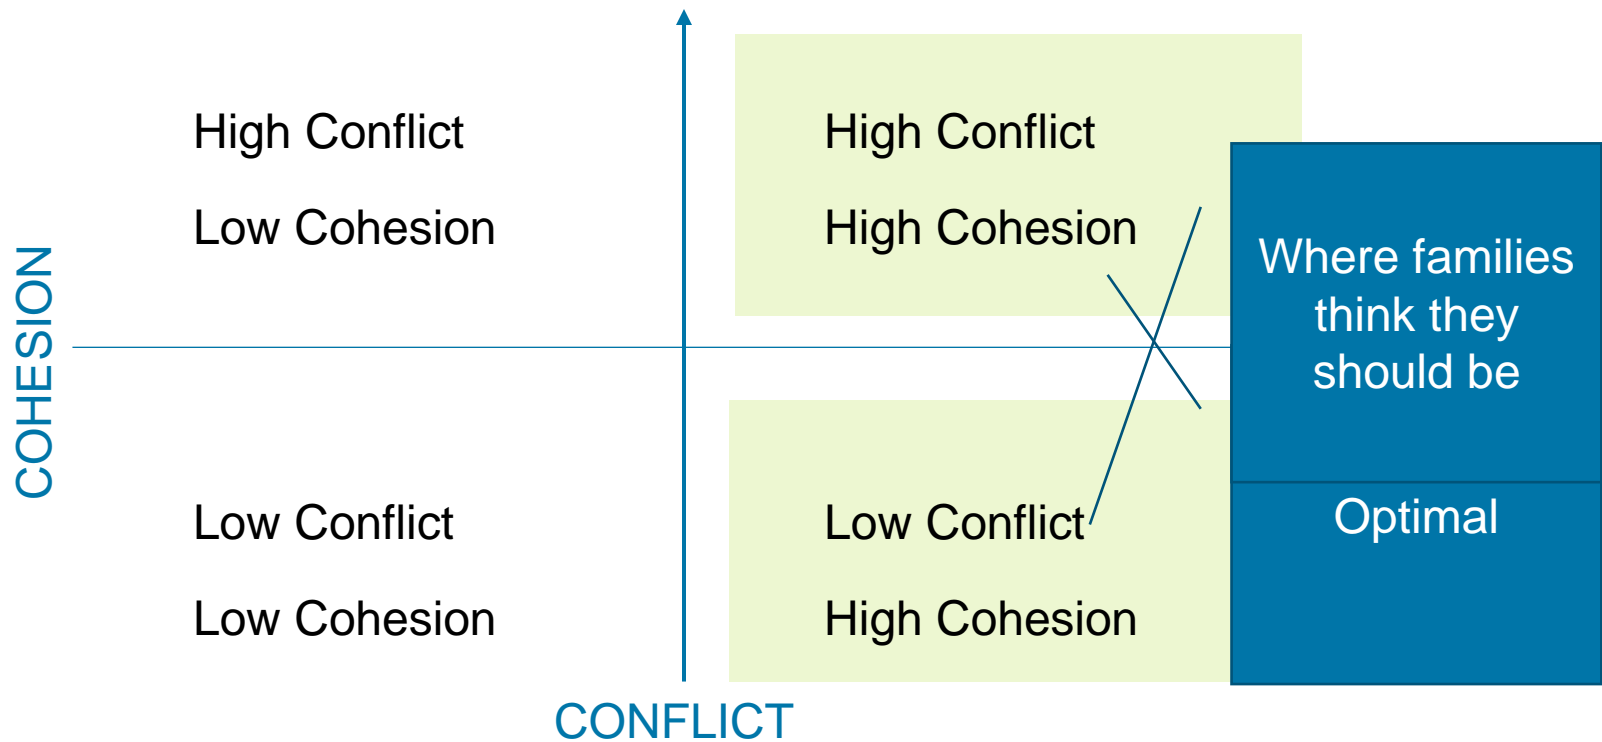 High Conflict
Low Cohesion
High Conflict
High Cohesion
Where families
think they
should be
COHESION
Low Conflict
Low Cohesion
Low Conflict
High Cohesion
Optimal
CONFLICT